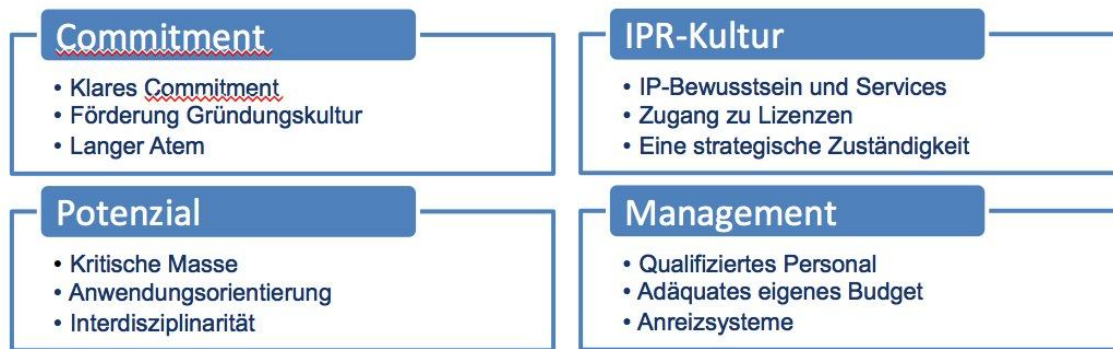 Commitment
• Klares Commitment
• Förderung Gründungskultur
• Langer Atem
IPR-Kultur
• IP-Bewusstsein und Services
• Zugang zu Lizenzen
• Eine strategische Zuständigkeit
Potenzial
• Kritische Masse
• Anwendungsorientierung
• Interdisziplinarität
Management
• Qualifiziertes Personal
• Adäquates eigenes Budget
• Anreizsysteme